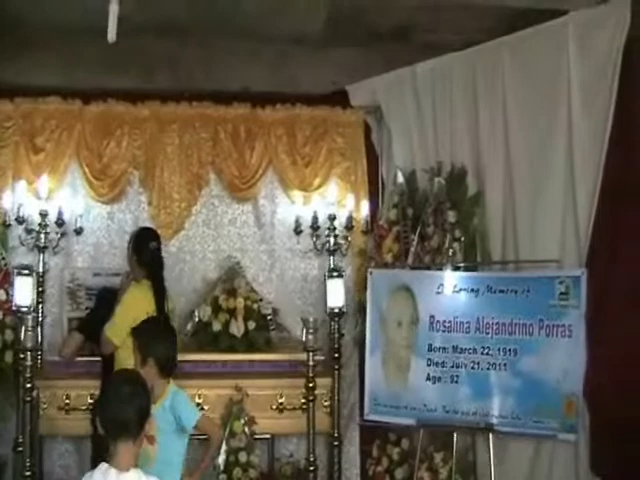 In Loving Memory of
Rosalina Alejandrino Porras
Born: March 22, 1919
Died: July 21, 2011
Age: 92